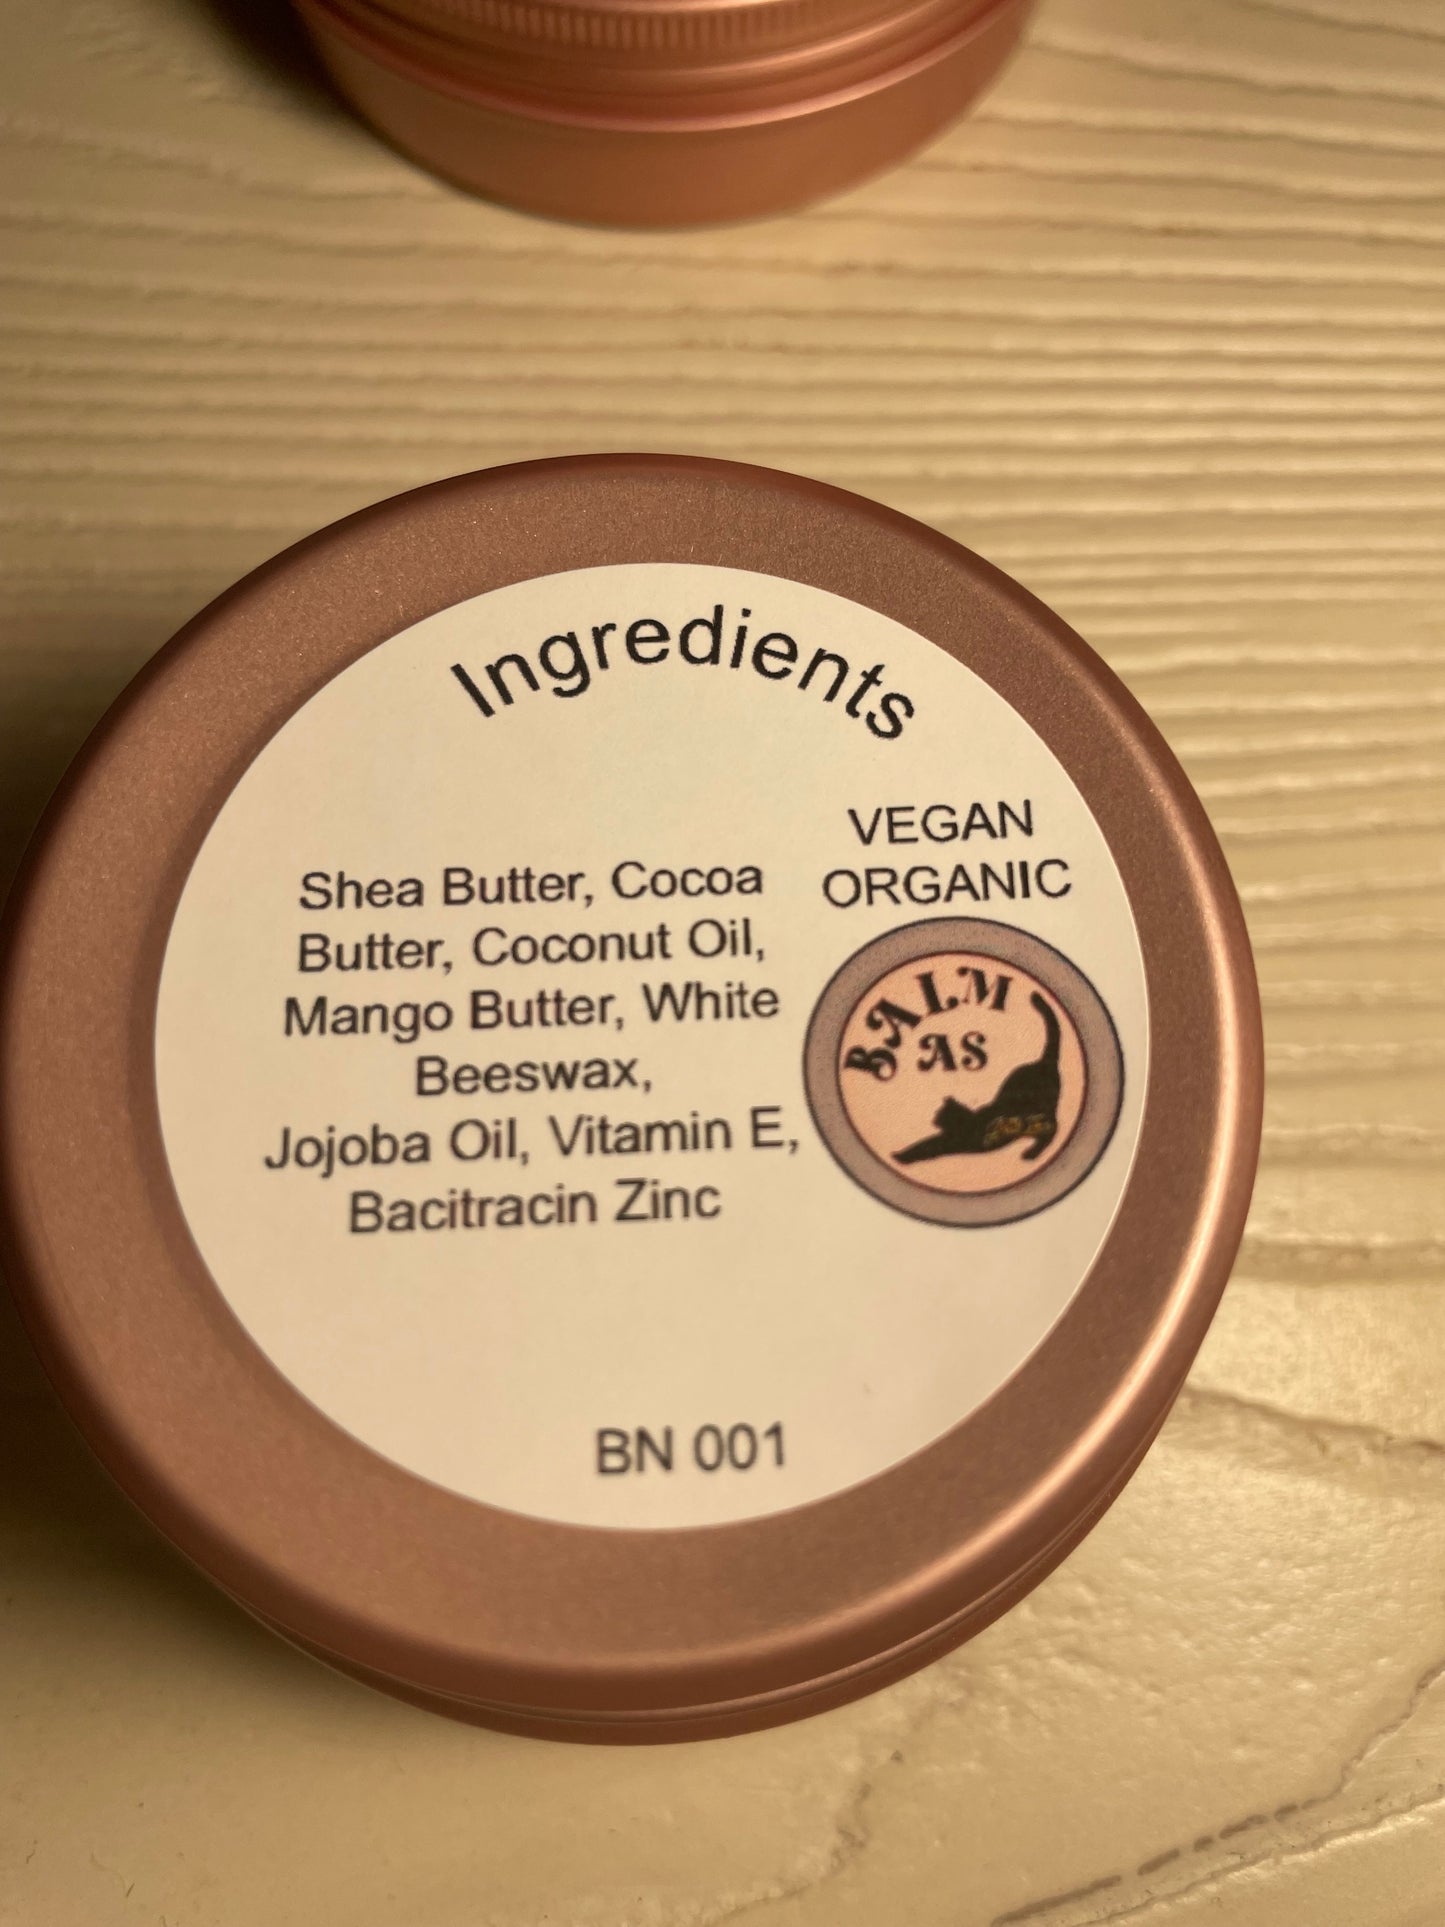 Ingredients
VEGAN
ORGANIC
Shea Butter, Cocoa
Butter, Coconut Oil,
Mango Butter, White
Beeswax,
Jojoba Oil, Vitamin E,
Bacitracin Zinc
BALM
AS
BN 001